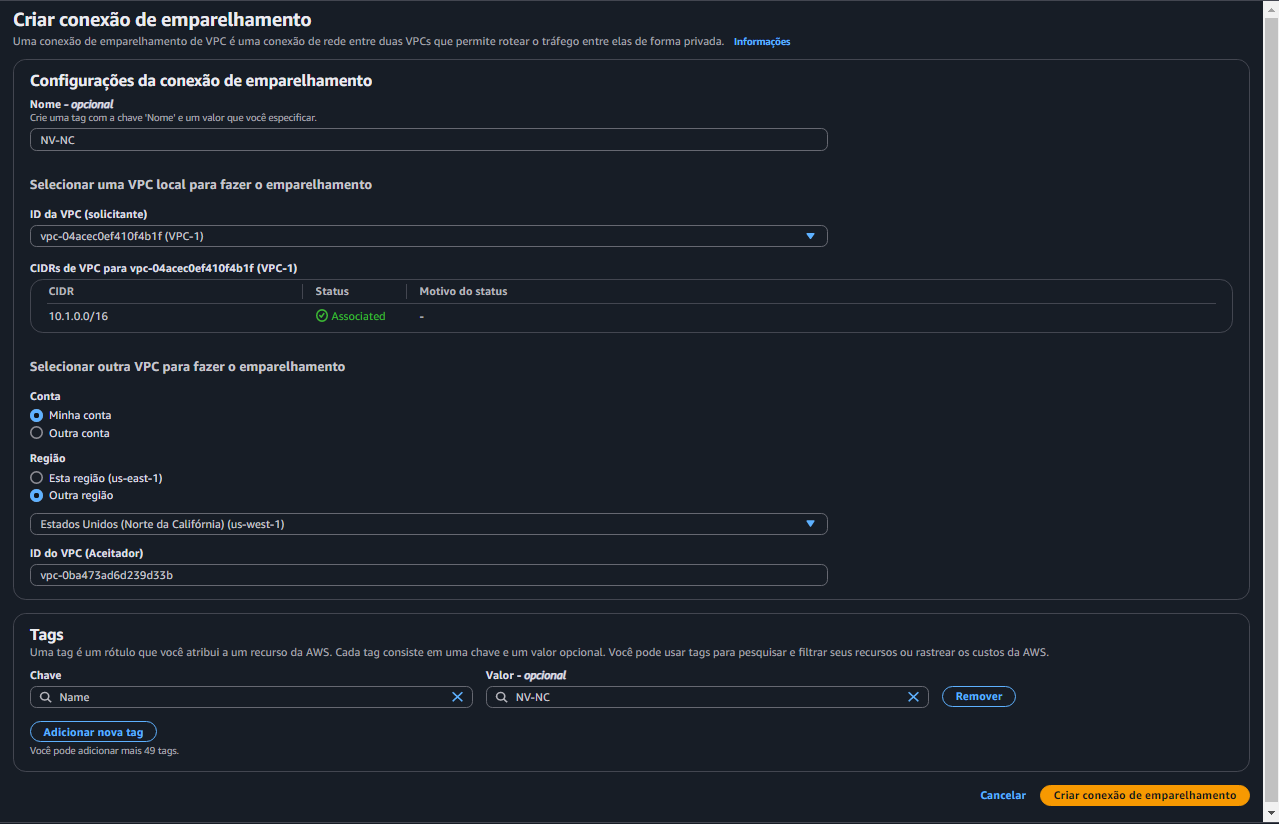 Criar conexão de emparelhamento
Uma conexão de emparelhamento de VPC é uma conexão de rede entre duas VPCs que permite rotear o tráfego entre elas de forma privada. Informações
Configurações da conexão de emparelhamento
Nome - opcional
Crie uma tag com a chave 'Nome' e um valor que você especificar.
NV-NC
Selecionar uma VPC local para fazer o emparelhamento
ID da VPC (solicitante)
vpc-04acec0ef410f4b1f (VPC-1)
CIDRs de VPC para vpc-04acec0ef410f4b1f (VPC-1)
CIDR Status Motivo do status
10.1.0.0/16 Associated -
Selecionar outra VPC para fazer o emparelhamento
Conta
Minha conta
Outra conta
Região
Esta região (us-east-1)
Outra região
Estados Unidos (Norte da Califórnia) (us-west-1)
ID do VPC (Aceitador)
vpc-0ba473ad6d239d33b
Tags
Uma tag é um rótulo que você atribui a um recurso da AWS. Cada tag consiste em uma chave e um valor opcional. Você pode usar tags para pesquisar e filtrar seus recursos ou rastrear os custos da AWS.
Chave Valor - opcional
Name NV-NC Remover
Adicionar nova tag
Você pode adicionar mais 49 tags.
Cancelar Criar conexão de emparelhamento